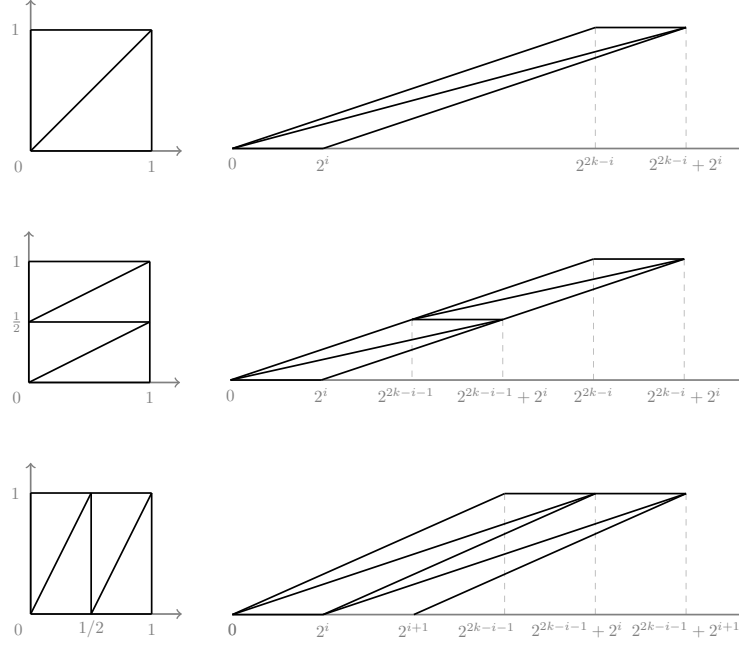 1
0 1
0 2^i 2^{2k-i} 2^{2k-i} + 2^i
1
1/2
0 1
0 2^i 2^{2k-i-1} 2^{2k-i-1} + 2^i 2^{2k-i} 2^{2k-i} + 2^i
1
0 1/2 1
0 2^i 2^{i+1} 2^{2k-i-1} 2^{2k-i-1} + 2^i 2^{2k-i-1} + 2^{i+1}